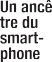 Un ancê
tre du
smart-
phone